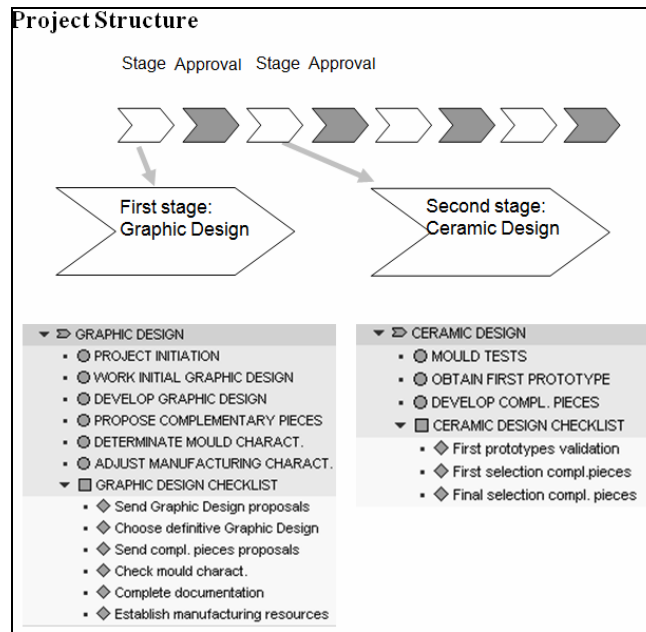 Project Structure
Stage Approval Stage Approval
First stage:
Graphic Design
Second stage:
Ceramic Design
GRAPHIC DESIGN
PROJECT INITIATION
WORK INITIAL GRAPHIC DESIGN
DEVELOP GRAPHIC DESIGN
PROPOSE COMPLEMENTARY PIECES
DETERMINATE MOULD CHARACT.
ADJUST MANUFACTURING CHARACT.
GRAPHIC DESIGN CHECKLIST
Send Graphic Design proposals
Choose definitive Graphic Design
Send compl. pieces proposals
Check mould charact.
Complete documentation
Establish manufacturing resources
CERAMIC DESIGN
MOULD TESTS
OBTAIN FIRST PROTOTYPE
DEVELOP COMPL. PIECES
CERAMIC DESIGN CHECKLIST
First prototypes validation
First selection compl.pieces
Final selection compl. pieces